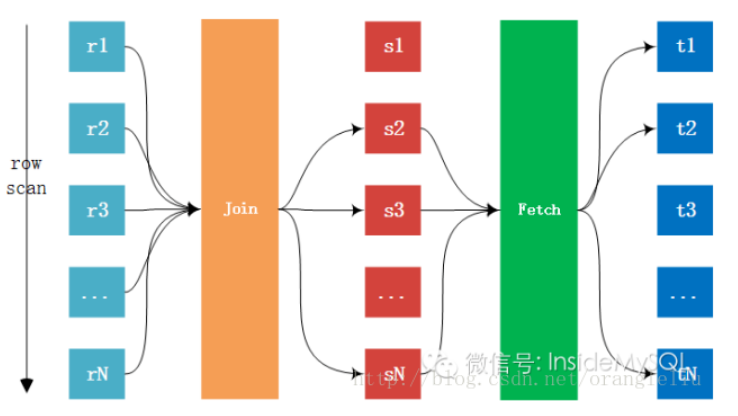 r1
s1
t1
r2
s2
t2
row
scan
r3
Join
s3
Fetch
t3
...
...
...
rN
sN
tN
微信号: InsideMySQL
http://blog.csdn.net/orangleliu